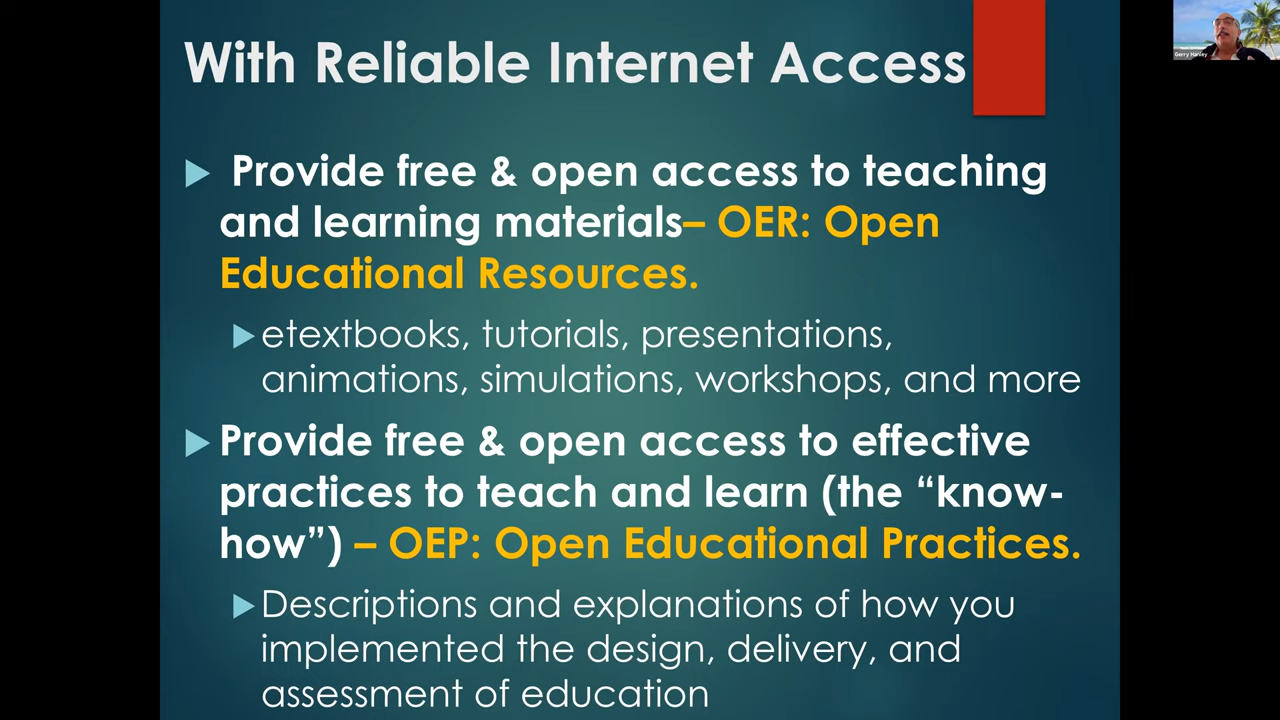 With Reliable Internet Access
Provide free & open access to teaching
and learning materials– OER: Open
Educational Resources.
etextbooks, tutorials, presentations,
animations, simulations, workshops, and more
Provide free & open access to effective
practices to teach and learn (the “know-
how”) – OEP: Open Educational Practices.
Descriptions and explanations of how you
implemented the design, delivery, and
assessment of education
Gerry Hanley